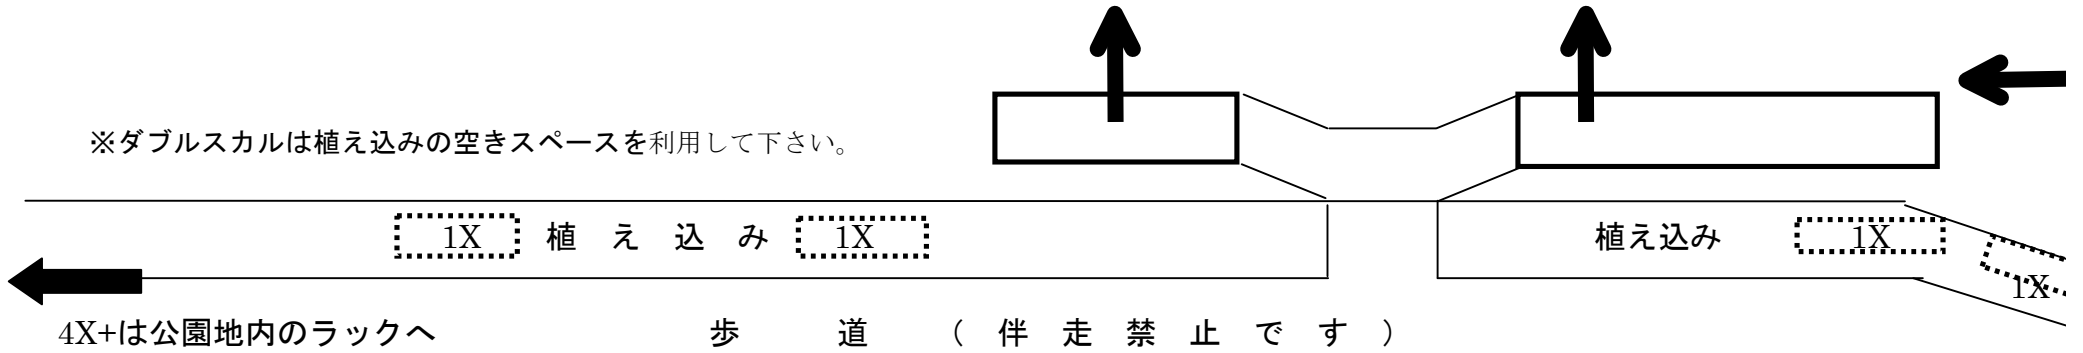 ※ダブルスカルは植え込みの空きスペースを利用して下さい。
1X 植え込み 1X 植え込み 1X
1X
4X+は公園地内のラックへ 歩道(伴走禁止です)